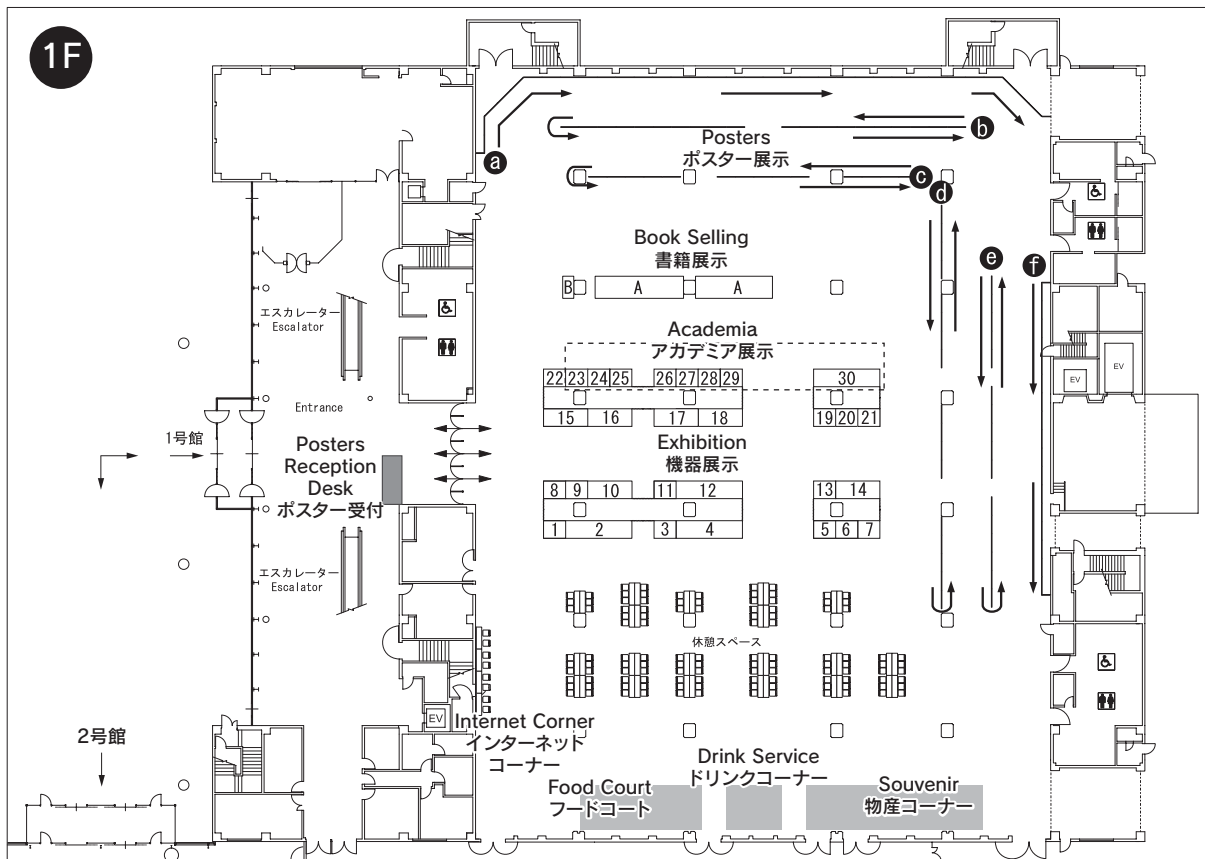 1F
a
b
Posters
ポスター展示
c
d
Book Selling
書籍展示
e
f
B
A
A
エスカレーター
Escalator
Academia
アカデミア展示
22 23 24 25 26 27 28 29 30
EV
EV
15 16 17 18 19 20 21
Entrance
1号館
Posters
Reception
Desk
ポスター受付
Exhibition
機器展示
8 9 10 11 12 13 14
1 2 3 4 5 6 7
エスカレーター
Escalator
休憩スペース
EV
Internet Corner
インターネット
コーナー
2号館
Food Court
フードコート
Drink Service
ドリンクコーナー
Souvenir
物産コーナー